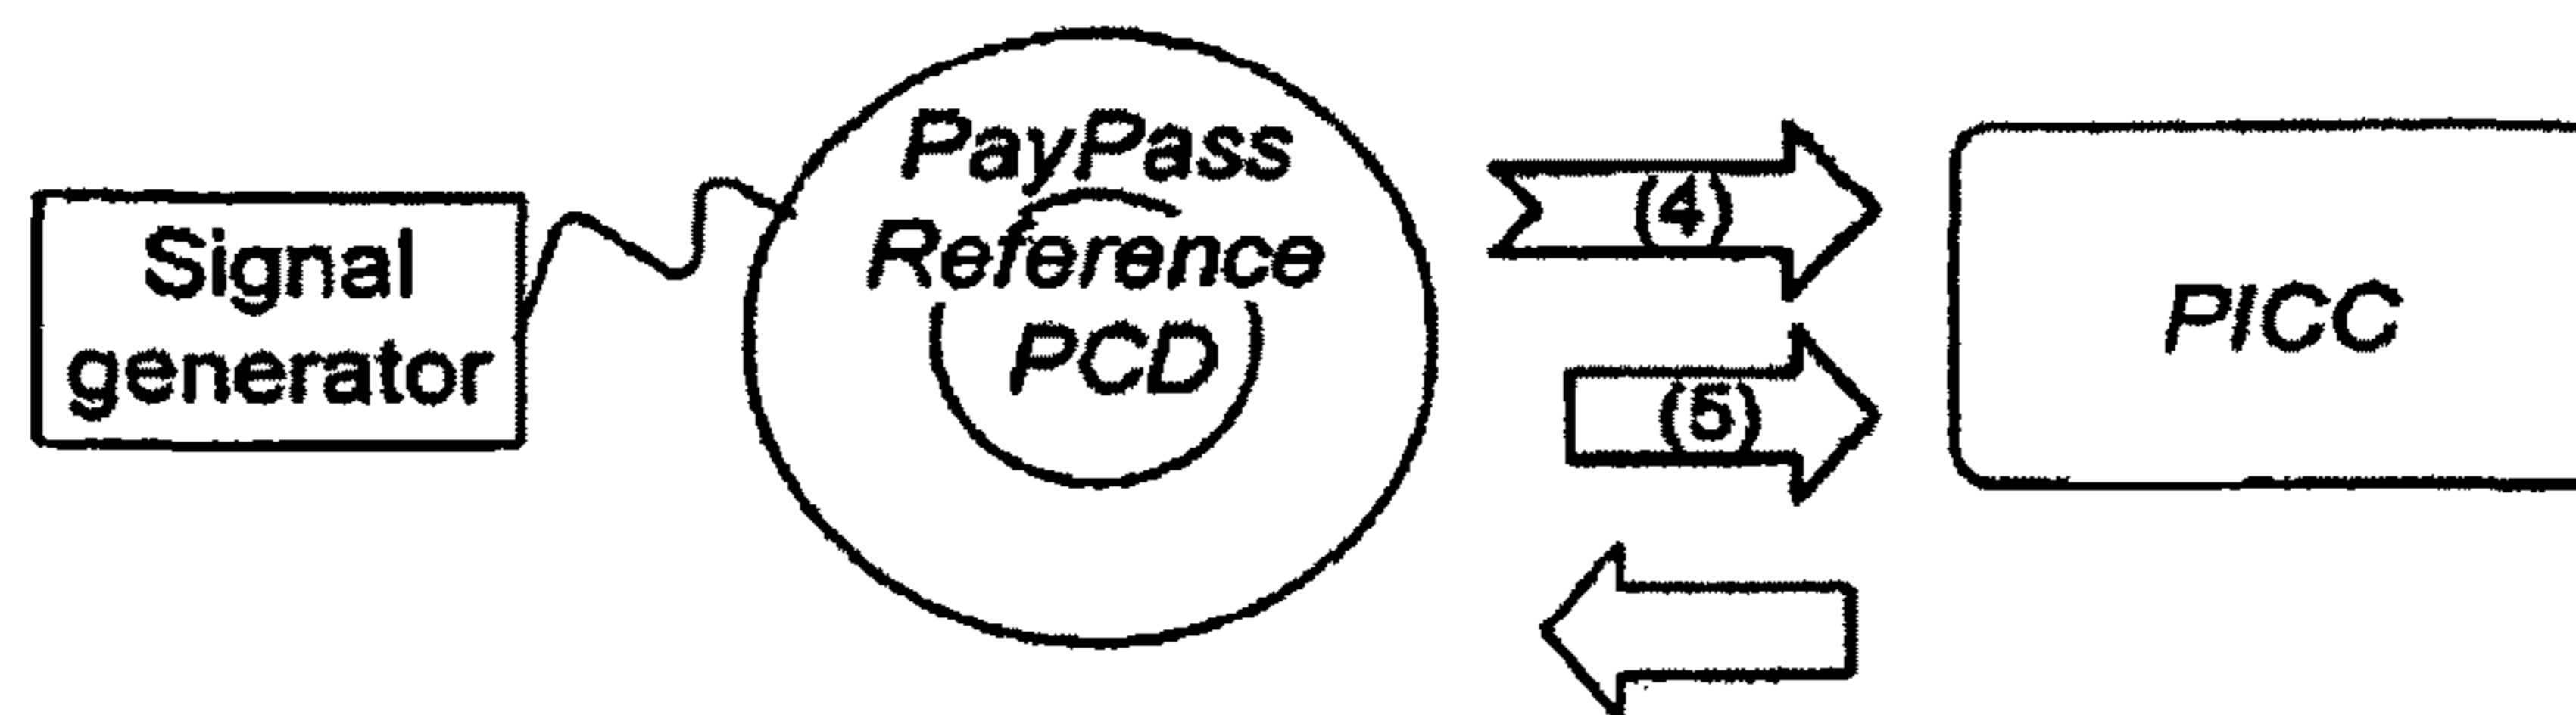 Signal
generator
PayPass
Reference
PCD
(4)
(5)
PICC